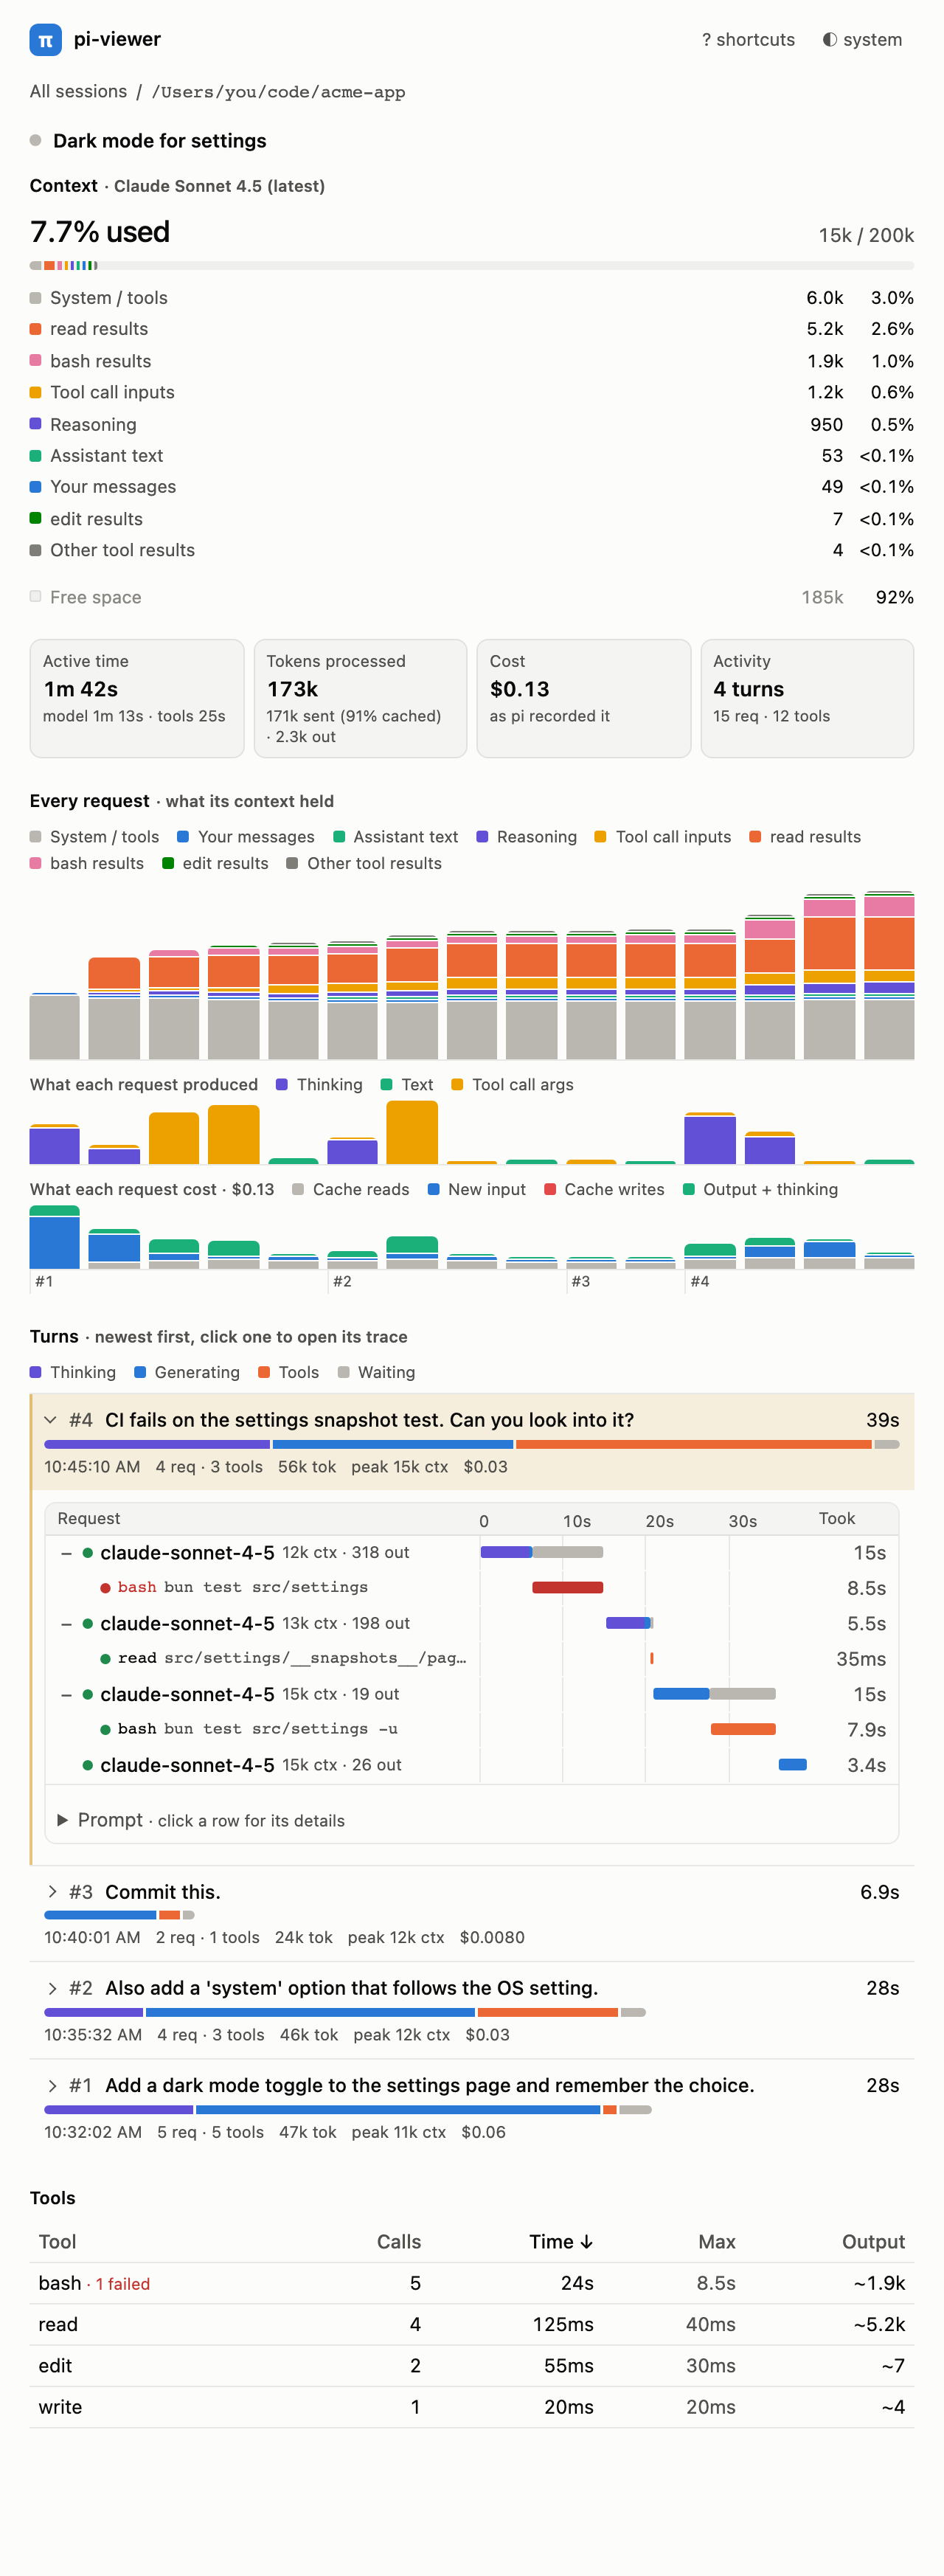 π pi-viewer ? shortcuts system
All sessions / /Users/you/code/acme-app
Dark mode for settings
Context · Claude Sonnet 4.5 (latest)
7.7% used 15k / 200k
System / tools 6.0k 3.0%
read results 5.2k 2.6%
bash results 1.9k 1.0%
Tool call inputs 1.2k 0.6%
Reasoning 950 0.5%
Assistant text 53 <0.1%
Your messages 49 <0.1%
edit results 7 <0.1%
Other tool results 4 <0.1%
Free space 185k 92%
Active time Tokens processed Cost Activity
1m 42s 173k $0.13 4 turns
model 1m 13s · tools 25s 171k sent (91% cached) as pi recorded it 15 req · 12 tools
· 2.3k out
Every request · what its context held
System / tools Your messages Assistant text Reasoning Tool call inputs read results
bash results edit results Other tool results
What each request produced Thinking Text Tool call args
What each request cost · $0.13 Cache reads New input Cache writes Output + thinking
#1 #2 #3 #4
Turns · newest first, click one to open its trace
Thinking Generating Tools Waiting
#4 CI fails on the settings snapshot test. Can you look into it? 39s
10:45:10 AM 4 req · 3 tools 56k tok peak 15k ctx $0.03
Request 0 10s 20s 30s Took
– claude-sonnet-4-5 12k ctx · 318 out 15s
bash bun test src/settings 8.5s
– claude-sonnet-4-5 13k ctx · 198 out 5.5s
read src/settings/__snapshots__/pag… 35ms
– claude-sonnet-4-5 15k ctx · 19 out 15s
bash bun test src/settings -u 7.9s
claude-sonnet-4-5 15k ctx · 26 out 3.4s
▶ Prompt · click a row for its details
#3 Commit this. 6.9s
10:40:01 AM 2 req · 1 tools 24k tok peak 12k ctx $0.0080
#2 Also add a 'system' option that follows the OS setting. 28s
10:35:32 AM 4 req · 3 tools 46k tok peak 12k ctx $0.03
#1 Add a dark mode toggle to the settings page and remember the choice. 28s
10:32:02 AM 5 req · 5 tools 47k tok peak 11k ctx $0.06
Tools
Tool Calls Time ↓ Max Output
bash · 1 failed 5 24s 8.5s ~1.9k
read 4 125ms 40ms ~5.2k
edit 2 55ms 30ms ~7
write 1 20ms 20ms ~4